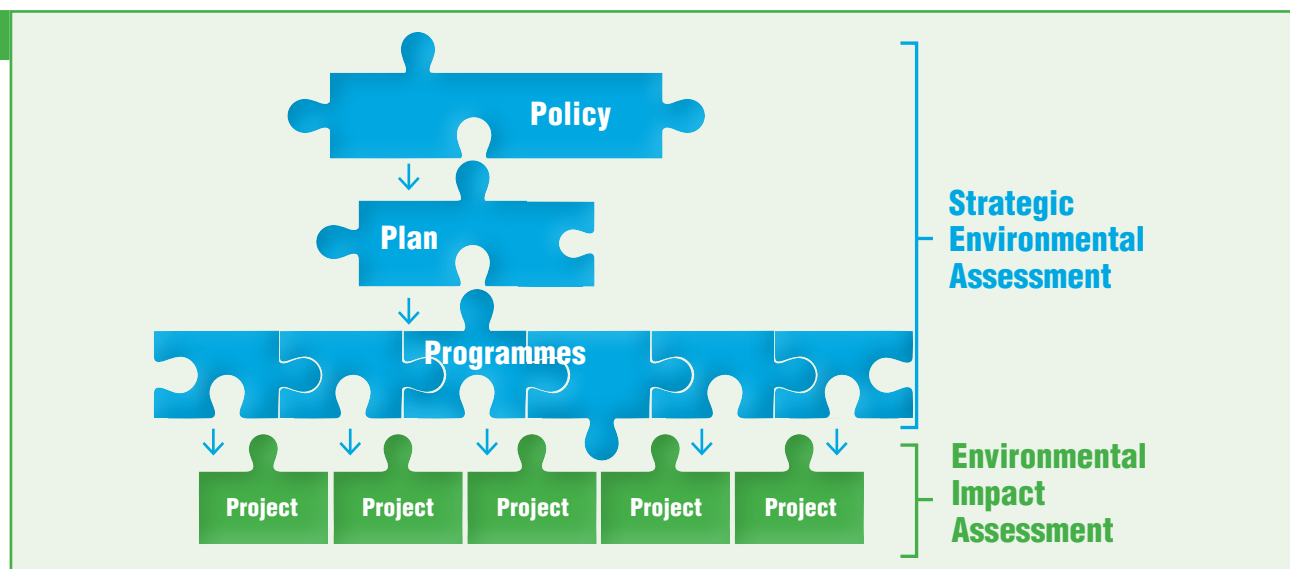 Policy
Plan
Programmes
Strategic
Environmental
Assessment
Project Project Project Project Project
Environmental
Impact
Assessment